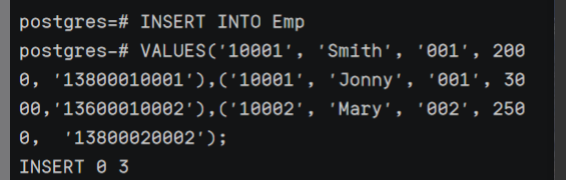 postgres=# INSERT INTO Emp
postgres-# VALUES('10001', 'Smith', '001', 200
0, '13800010001'),('10001', 'Jonny', '001', 30
00,'13600010002'),('10002', 'Mary', '002', 250
0,  '13800020002');
INSERT 0 3